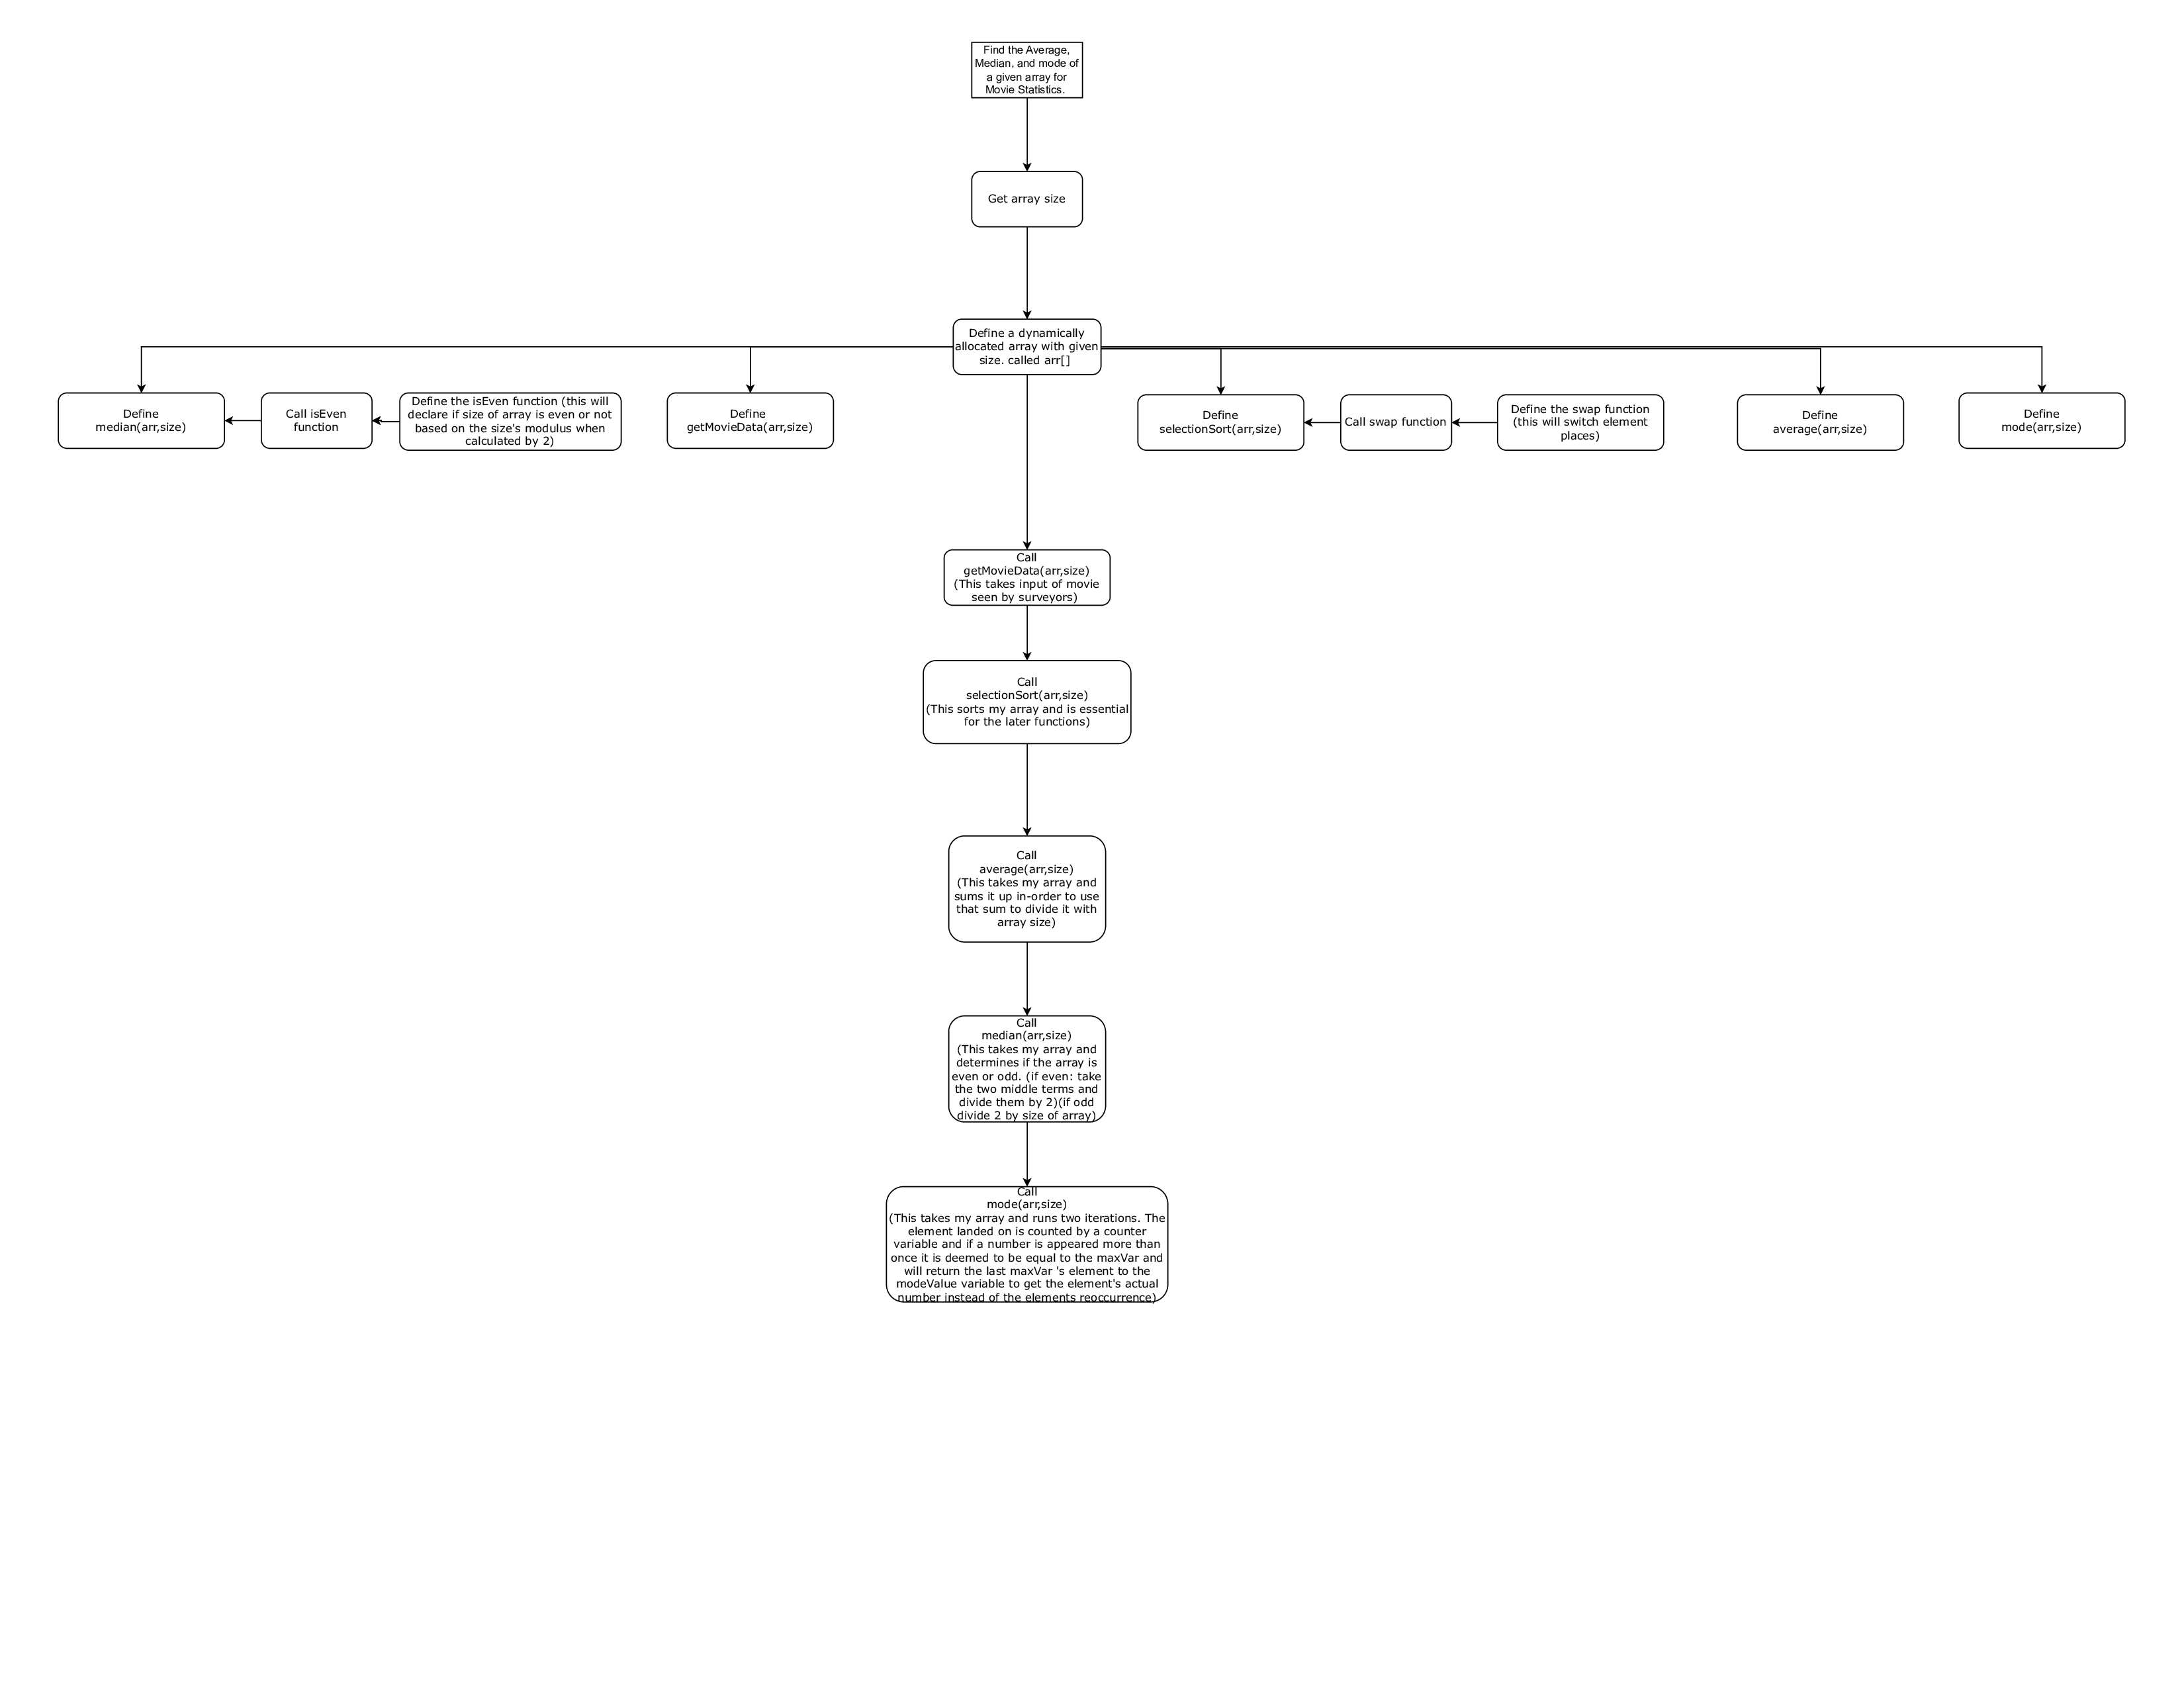 Find the Average,
Median, and mode of
a given array for
Movie Statistics.
Get array size
Define a dynamically
allocated array with given
size. called arr[]
Define
median(arr,size)
Call isEven
function
Define the isEven function (this will
declare if size of array is even or not
based on the size's modulus when
calculated by 2)
Define
getMovieData(arr,size)
Define
selectionSort(arr,size)
Call swap function
Define the swap function
(this will switch element
places)
Define
average(arr,size)
Define
mode(arr,size)
Call
getMovieData(arr,size)
(This takes input of movie
seen by surveyors)
Call
selectionSort(arr,size)
(This sorts my array and is essential
for the later functions)
Call
average(arr,size)
(This takes my array and
sums it up in-order to use
that sum to divide it with
array size)
Call
median(arr,size)
(This takes my array and
determines if the array is
even or odd. (if even: take
the two middle terms and
divide them by 2)(if odd
divide 2 by size of array)
Call
mode(arr,size)
(This takes my array and runs two iterations. The
element landed on is counted by a counter
variable and if a number is appeared more than
once it is deemed to be equal to the maxVar and
will return the last maxVar 's element to the
modeValue variable to get the element's actual
number instead of the elements reoccurrence)